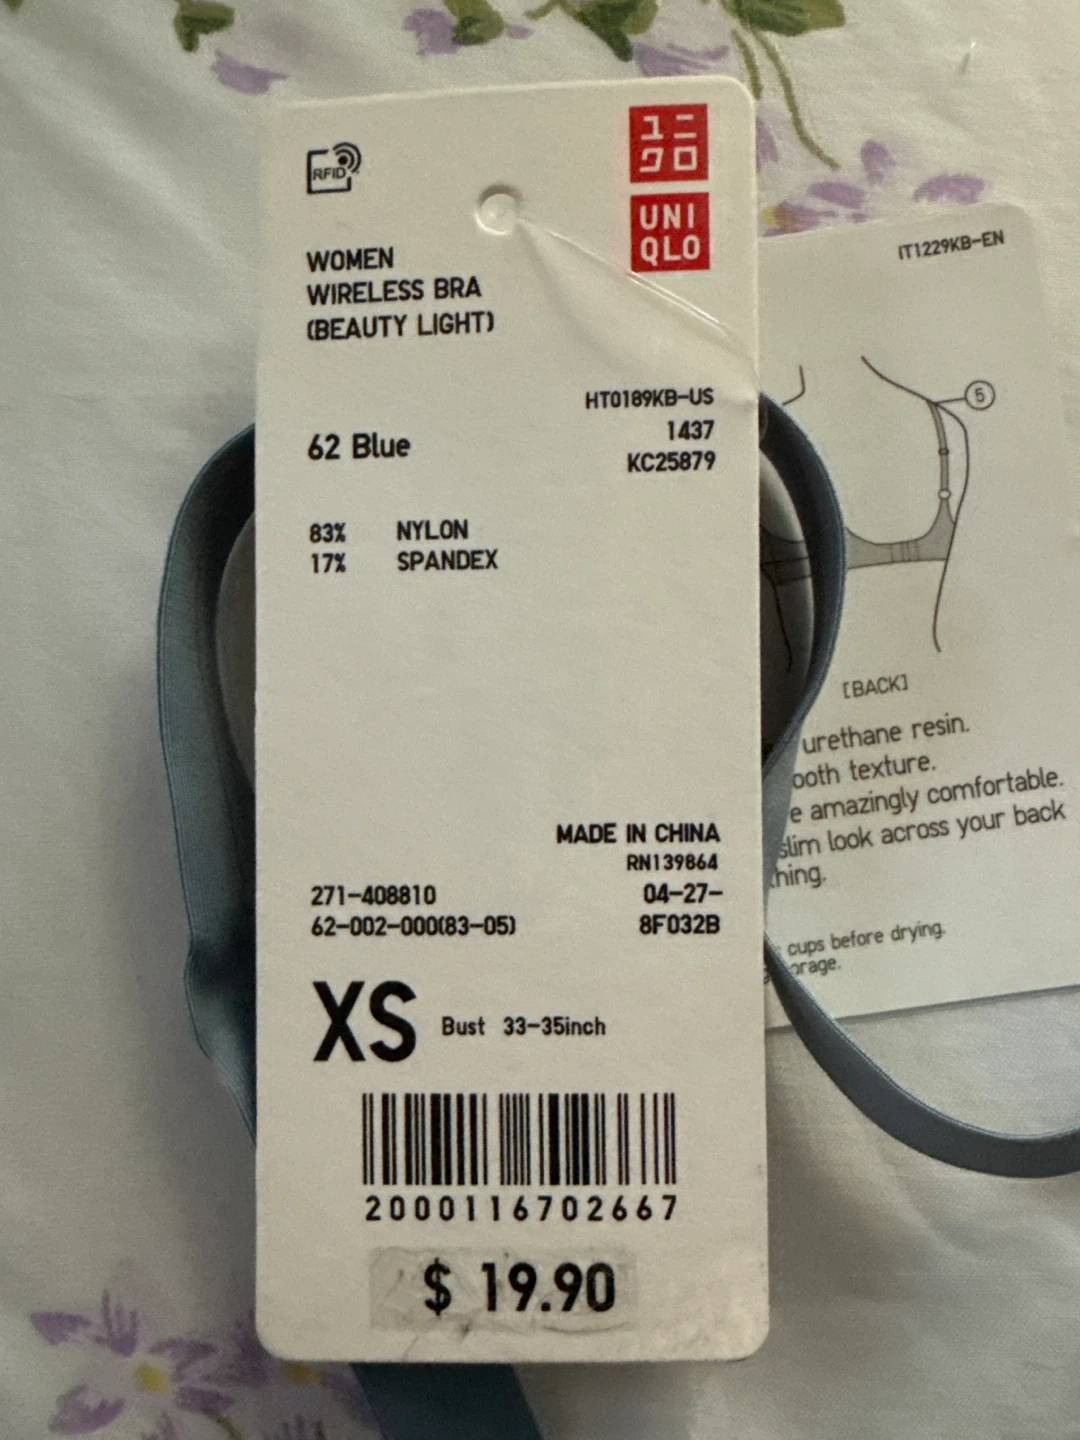 RFID
ユニ
クロ
UNI
QLO
WOMEN
WIRELESS BRA
(BEAUTY LIGHT)
HT0189KB-US
62 Blue
1437
KC25879
83% NYLON
17% SPANDEX
MADE IN CHINA
RN139864
271-408810 04-27-
62-002-000(83-05) 8F032B
XS Bust 33-35inch
2000116702667
$ 19.90
IT1229KB-EN
5
[BACK]
urethane resin.
ooth texture.
e amazingly comfortable.
slim look across your back
hing.
cups before drying.
orage.